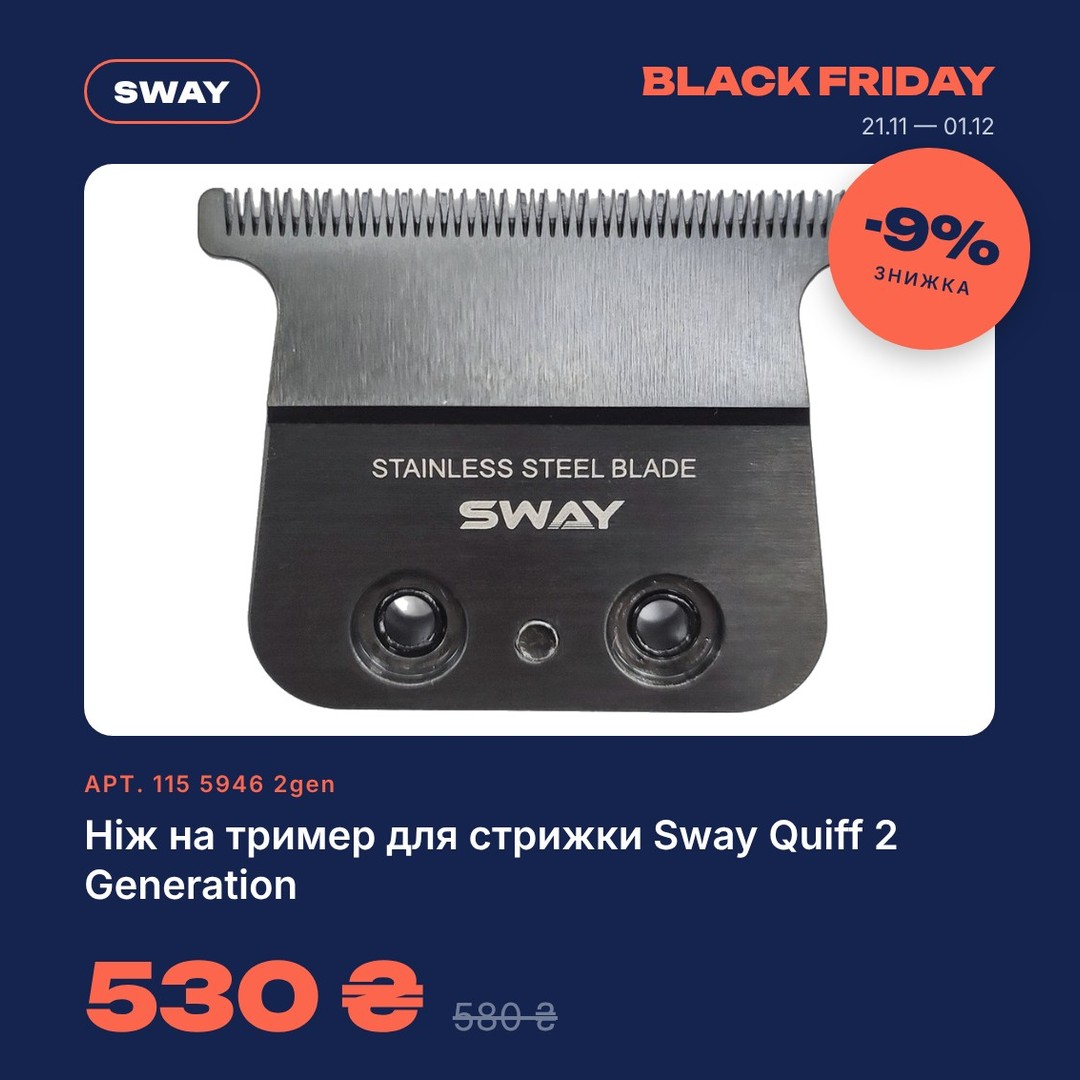 SWAY
BLACK FRIDAY
21.11 — 01.12
-9%
ЗНИЖКА
STAINLESS STEEL BLADE
SWAY
АРТ. 115 5946 2gen
Ніж на тример для стрижки Sway Quiff 2
Generation
530 ₴ 580 ₴